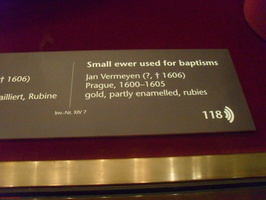 Small ewer used for baptisms
Jan Vermeyen (?, † 1606)
Prague, 1600–1605
gold, partly enamelled, rubies
† 1606)
ailliert, Rubine
Inv.-Nr. XIV 7
118